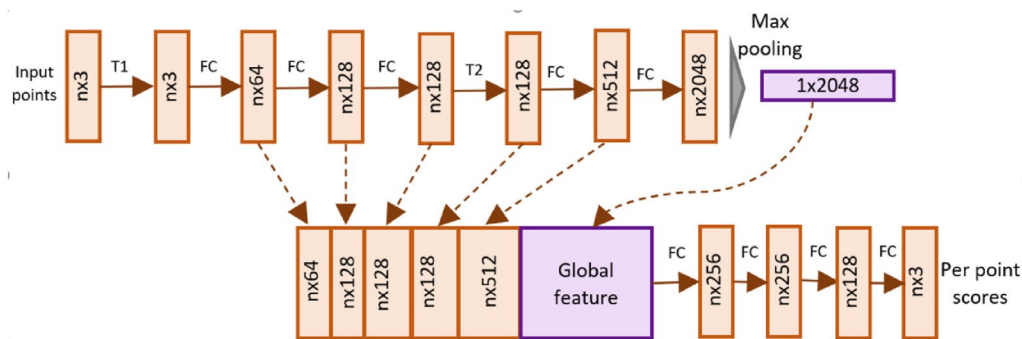 Max
pooling
Input
points
nx3
T1
nx3
FC
nx64
FC
nx128
FC
nx128
T2
nx128
FC
nx512
FC
nx2048
1x2048
nx64
nx128
nx128
nx128
nx512
Global
feature
FC
nx256
FC
nx256
FC
nx128
FC
nx3
Per point
scores